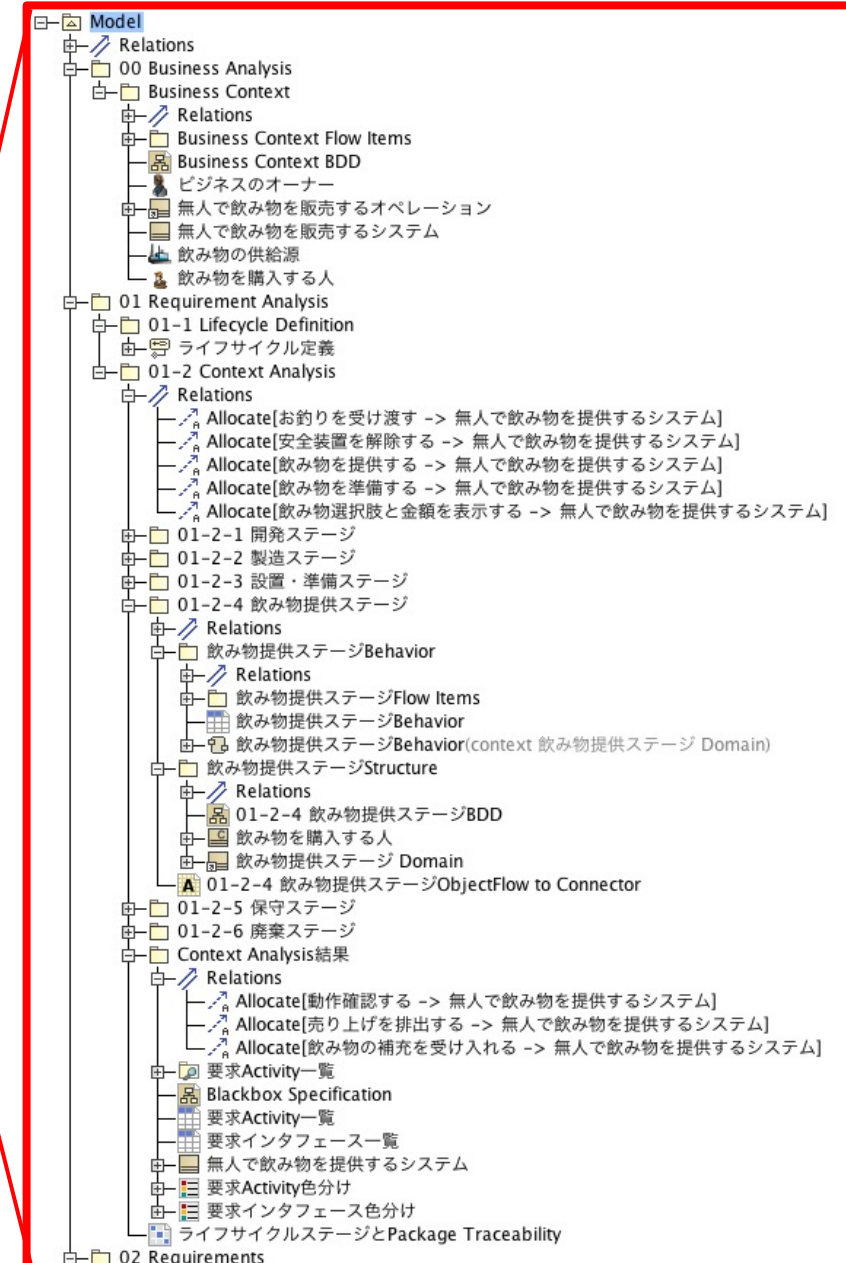 Model
Relations
00 Business Analysis
Business Context
Relations
Business Context Flow Items
Business Context BDD
ビジネスのオーナー
無人で飲み物を販売するオペレーション
無人で飲み物を販売するシステム
飲み物の供給源
飲み物を購入する人
01 Requirement Analysis
01-1 Lifecycle Definition
ライフサイクル定義
01-2 Context Analysis
Relations
Allocate[お釣りを受け渡す -> 無人で飲み物を提供するシステム]
Allocate[安全装置を解除する -> 無人で飲み物を提供するシステム]
Allocate[飲み物を提供する -> 無人で飲み物を提供するシステム]
Allocate[飲み物を準備する -> 無人で飲み物を提供するシステム]
Allocate[飲み物選択肢と金額を表示する -> 無人で飲み物を提供するシステム]
01-2-1 開発ステージ
01-2-2 製造ステージ
01-2-3 設置・準備ステージ
01-2-4 飲み物提供ステージ
Relations
飲み物提供ステージBehavior
Relations
飲み物提供ステージFlow Items
飲み物提供ステージBehavior
飲み物提供ステージBehavior(context 飲み物提供ステージ Domain)
飲み物提供ステージStructure
Relations
01-2-4 飲み物提供ステージBDD
飲み物を購入する人
飲み物提供ステージ Domain
01-2-4 飲み物提供ステージObjectFlow to Connector
01-2-5 保守ステージ
01-2-6 廃棄ステージ
Context Analysis結果
Relations
Allocate[動作確認する -> 無人で飲み物を提供するシステム]
Allocate[売り上げを排出する -> 無人で飲み物を提供するシステム]
Allocate[飲み物の補充を受け入れる -> 無人で飲み物を提供するシステム]
要求Activity一覧
Blackbox Specification
要求Activity一覧
要求インタフェース一覧
無人で飲み物を提供するシステム
要求Activity色分け
要求インタフェース色分け
ライフサイクルステージとPackage Traceability
02 Requirements